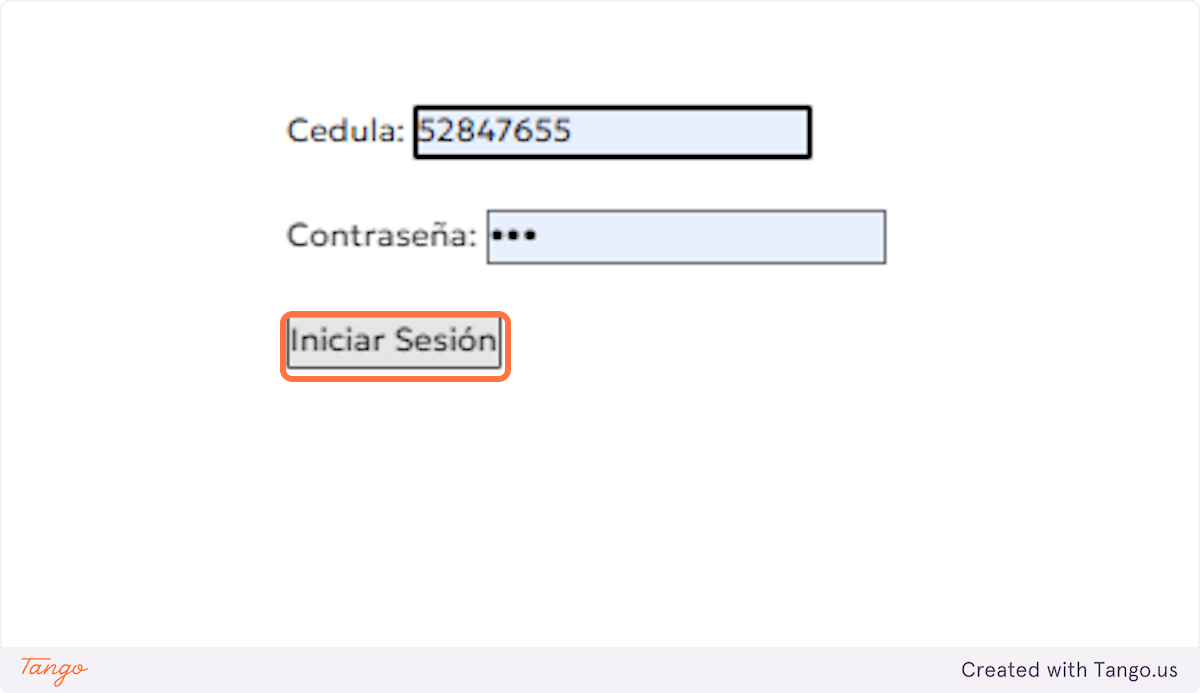 Cedula: 52847655
Contraseña: •••
Iniciar Sesión
Tango Created with Tango.us